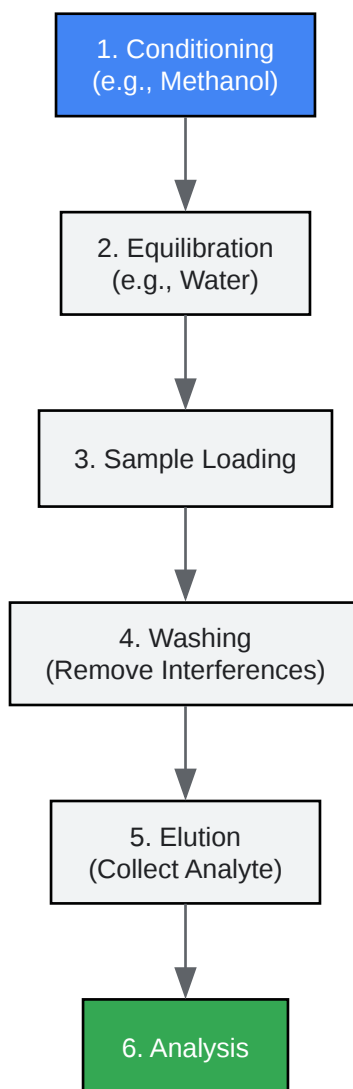 1. Conditioning
(e.g., Methanol)
2. Equilibration
(e.g., Water)
3. Sample Loading
4. Washing
(Remove Interferences)
5. Elution
(Collect Analyte)
6. Analysis